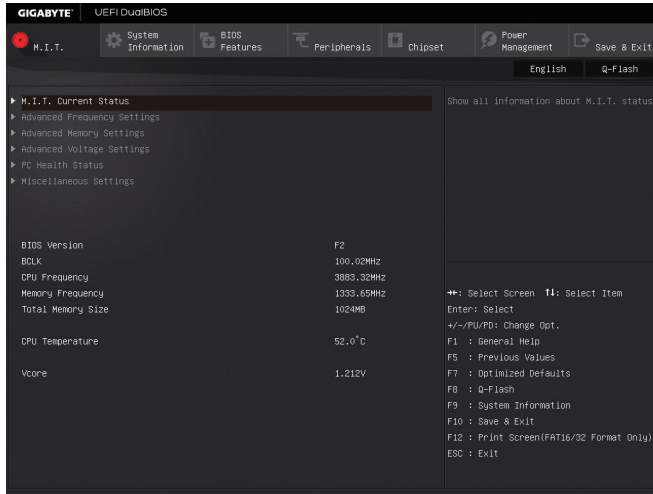 GIGABYTE™ UEFI DualBIOS
M.I.T.
System Information
BIOS Features
Peripherals
Chipset
Power Management
Save & Exit
English Q-Flash
M.I.T. Current Status
Advanced Frequency Settings
Advanced Memory Settings
Advanced Voltage Settings
PC Health Status
Miscellaneous Settings
Show all information about M.I.T. status
BIOS Version F2
BCLK 100.02MHz
CPU Frequency 3883.32MHz
Memory Frequency 1333.65MHz
Total Memory Size 1024MB
CPU Temperature 52.0°C
Vcore 1.212V
→←: Select Screen ↑↓: Select Item
Enter: Select
+/-/PU/PD: Change Opt.
F1 : General Help
F5 : Previous Values
F7 : Optimized Defaults
F8 : Q-Flash
F9 : System Information
F10 : Save & Exit
F12 : Print Screen(FAT16/32 Format Only)
ESC : Exit